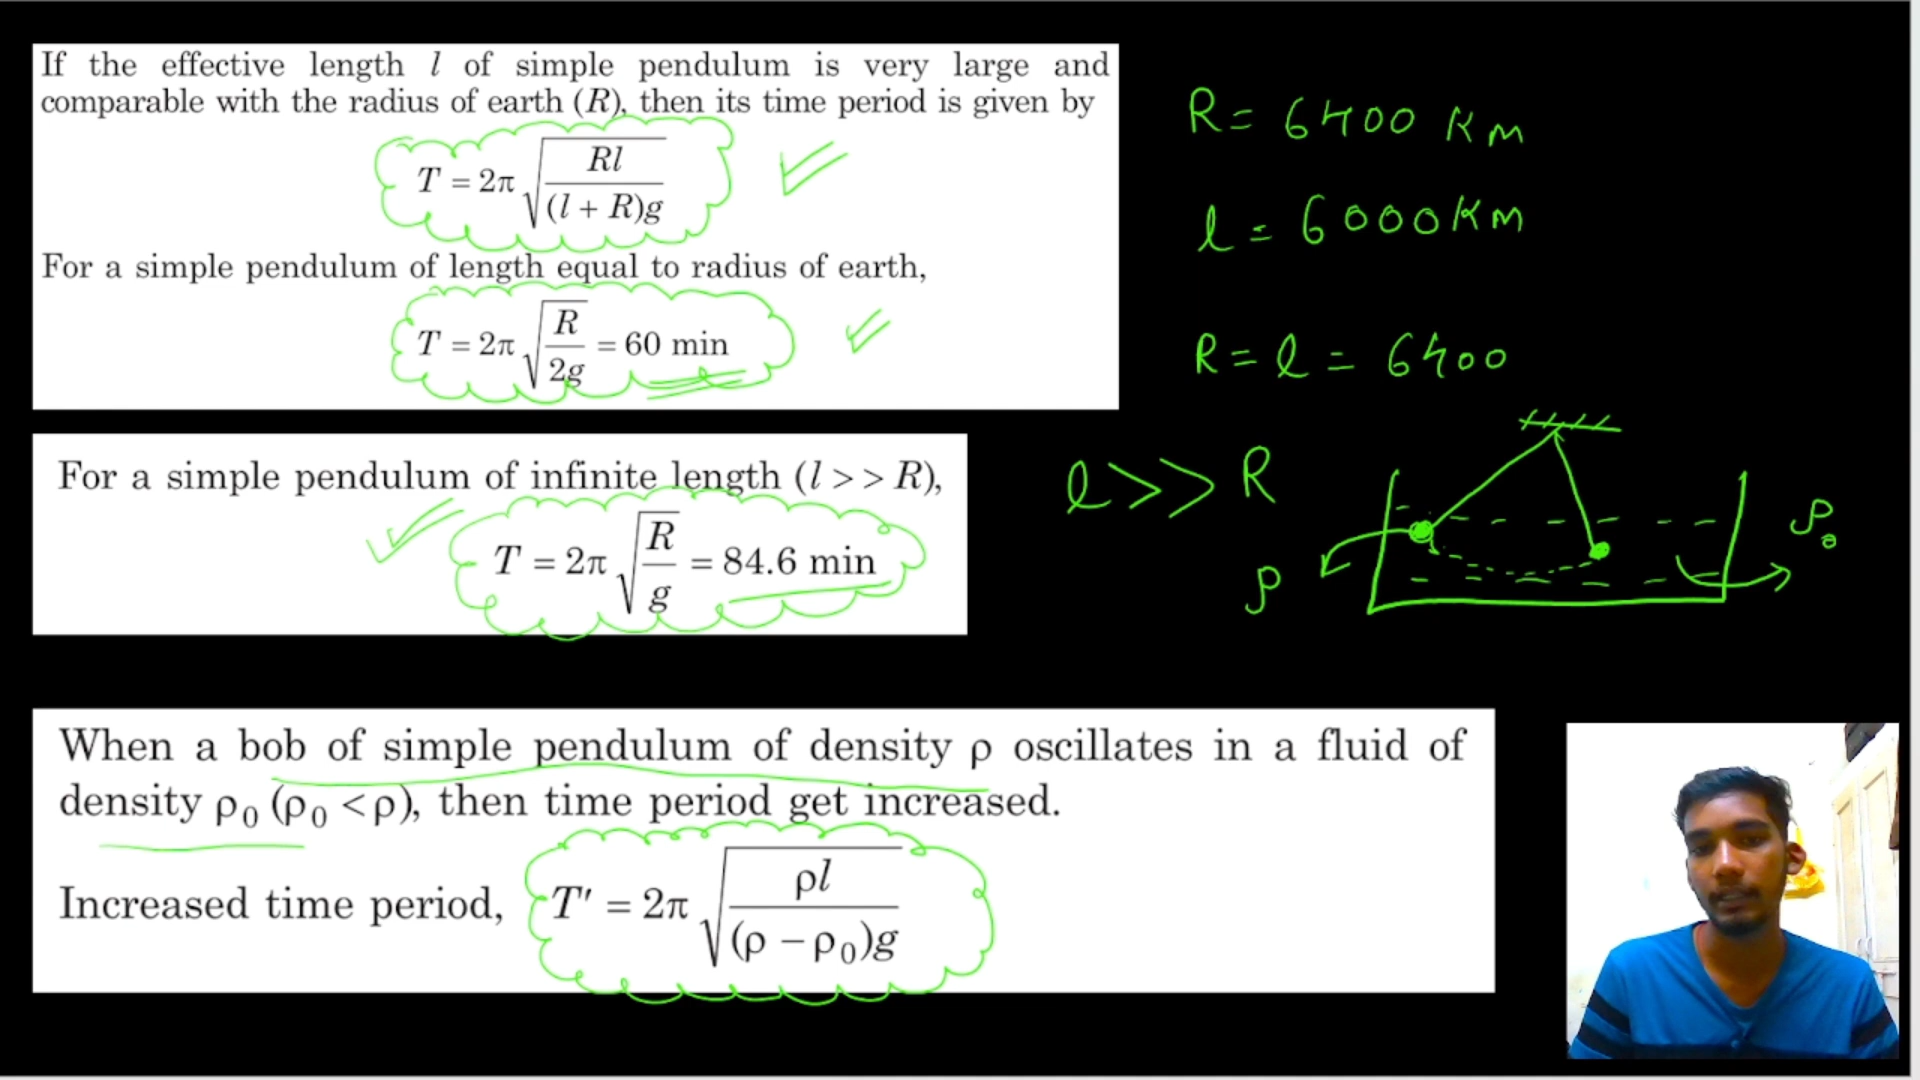 If the effective length l of simple pendulum is very large and
comparable with the radius of earth (R), then its time period is given by
T = 2π √(Rl / (l + R)g)
For a simple pendulum of length equal to radius of earth,
T = 2π √(R / 2g) = 60 min
R = 6400 Km
l = 6000 Km
R = l = 6400
For a simple pendulum of infinite length (l >> R),
T = 2π √(R / g) = 84.6 min
l >> R
ρ
ρ₀
When a bob of simple pendulum of density ρ oscillates in a fluid of
density ρ₀ (ρ₀ < ρ), then time period get increased.
Increased time period, T′ = 2π √(ρl / (ρ − ρ₀)g)